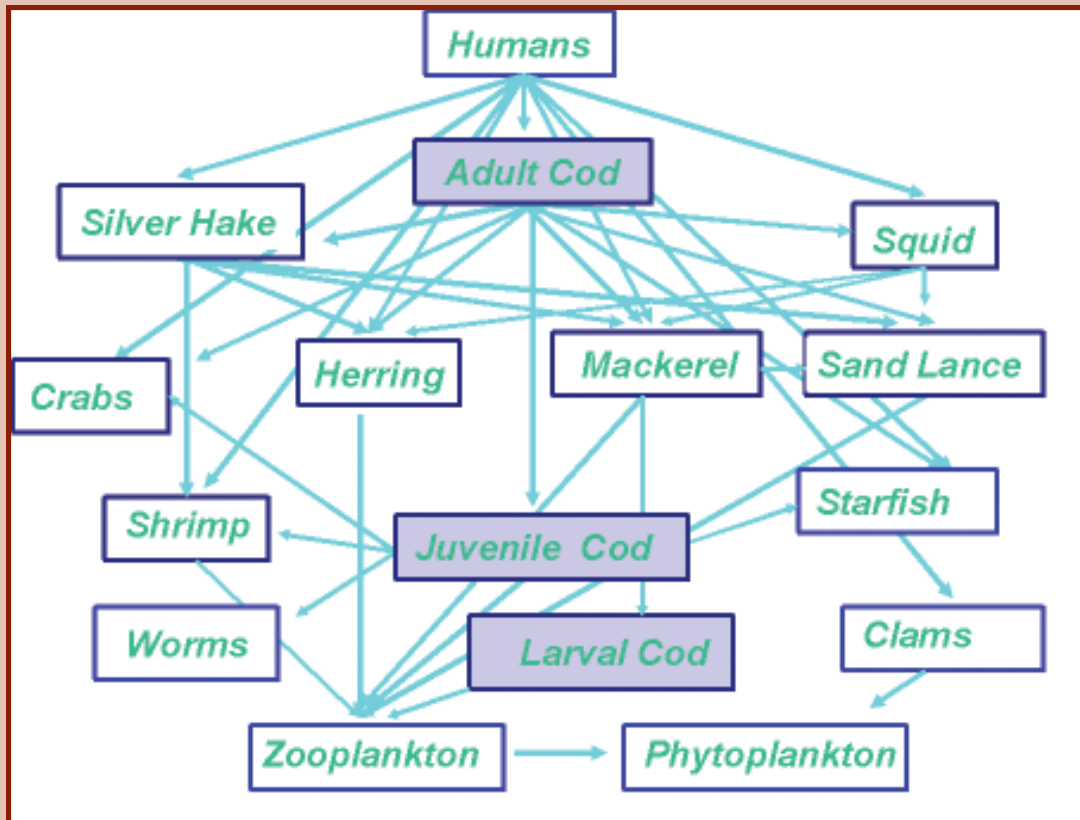 Humans
Adult Cod
Silver Hake
Squid
Crabs
Herring
Mackerel
Sand Lance
Shrimp
Juvenile Cod
Starfish
Worms
Larval Cod
Clams
Zooplankton
Phytoplankton